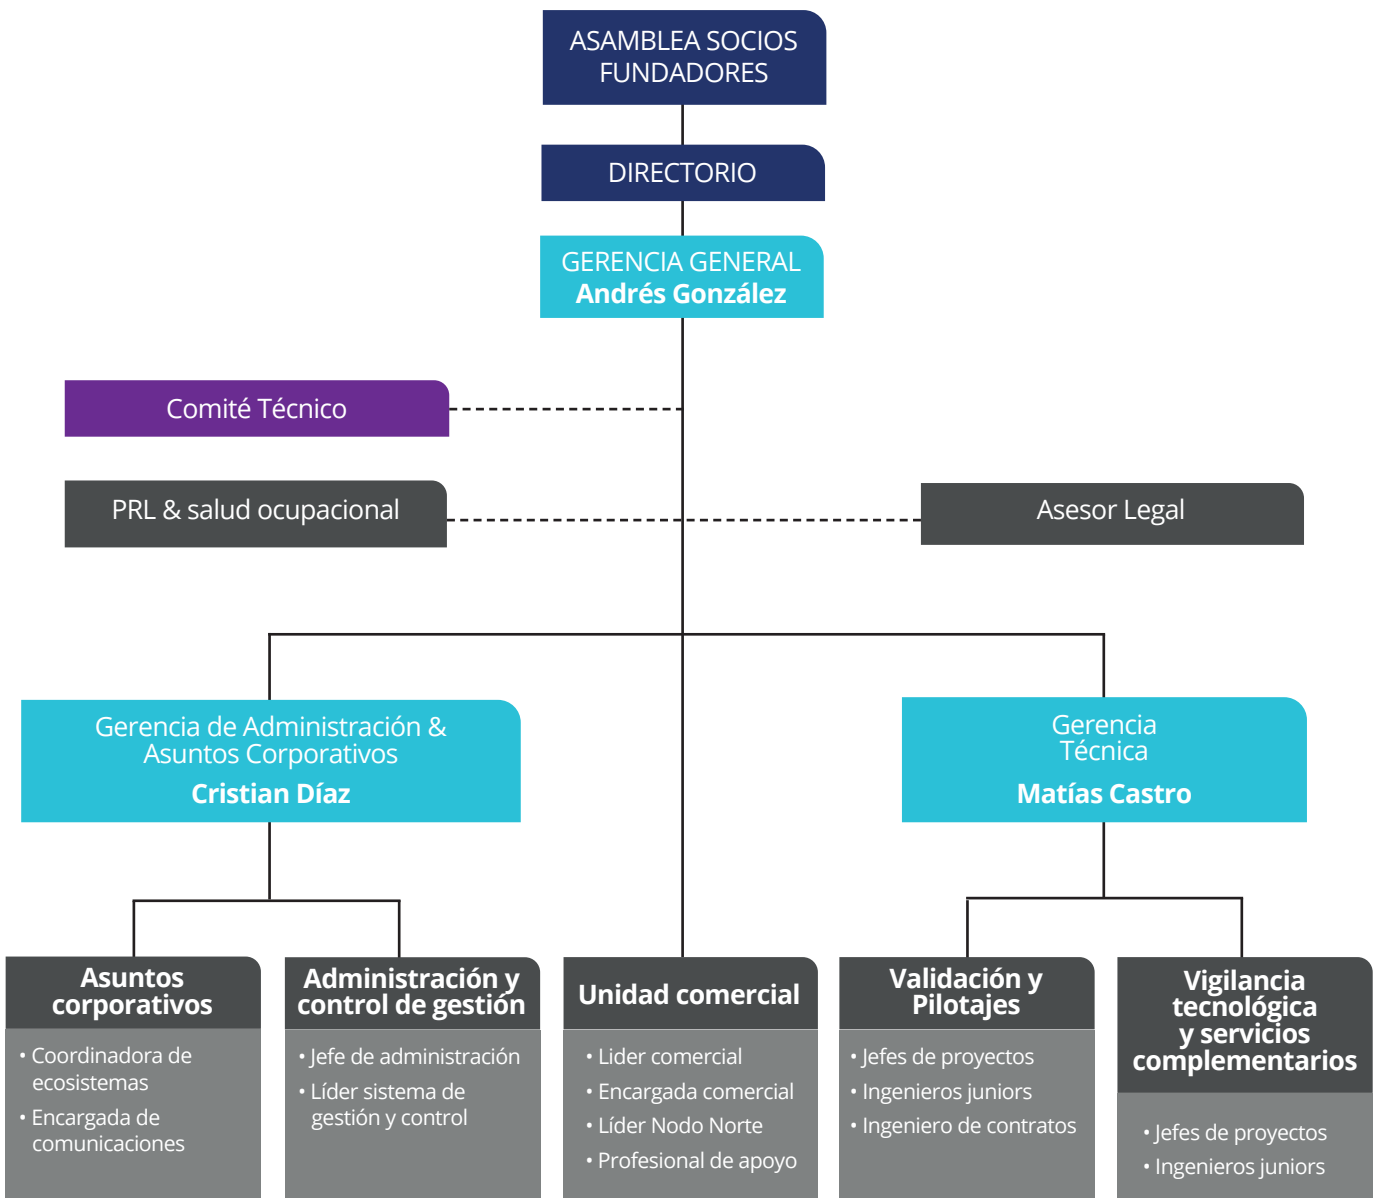 ASAMBLEA SOCIOS
FUNDADORES
DIRECTORIO
GERENCIA GENERAL
Andrés González
Comité Técnico
PRL & salud ocupacional
Asesor Legal
Gerencia de Administración &
Asuntos Corporativos
Cristian Díaz
Gerencia
Técnica
Matías Castro
Asuntos
corporativos
• Coordinadora de
ecosistemas
• Encargada de
comunicaciones
Administración y
control de gestión
• Jefe de administración
• Líder sistema de
gestión y control
Unidad comercial
• Lider comercial
• Encargada comercial
• Líder Nodo Norte
• Profesional de apoyo
Validación y
Pilotajes
• Jefes de proyectos
• Ingenieros juniors
• Ingeniero de contratos
Vigilancia
tecnológica
y servicios
complementarios
• Jefes de proyectos
• Ingenieros juniors